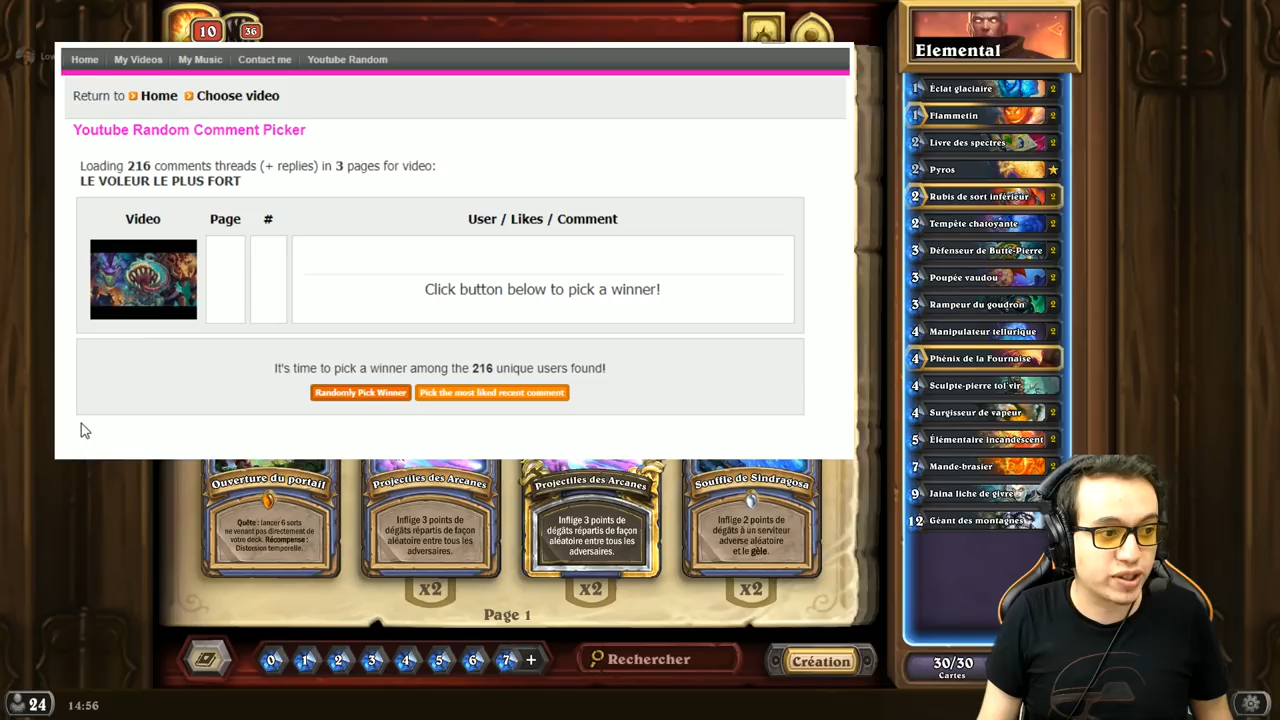 10
36
Home
My Videos
My Music
Contact me
Youtube Random
Return to Home Choose video
Youtube Random Comment Picker
Loading 216 comments threads (+ replies) in 3 pages for video:
LE VOLEUR LE PLUS FORT
Video
Page
#
User / Likes / Comment
Click button below to pick a winner!
It's time to pick a winner among the 216 unique users found!
Randomly Pick Winner
Pick the most liked recent comment
Ouverture du portail
Quête : lancer 6 sorts
ne venant pas directement de
votre deck. Récompense :
Distorsion temporelle.
Projectiles des Arcanes
Inflige 3 points de
dégâts répartis de façon
aléatoire entre tous les
adversaires.
x2
Projectiles des Arcanes
Inflige 3 points de
dégâts répartis de façon
aléatoire entre tous les
adversaires.
x2
Souffle de Sindragosa
Inflige 2 points de
dégâts à un serviteur
adverse aléatoire
et le gèle.
x2
Page 1
0
1
2
3
4
5
6
7
+
Rechercher
Création
Elemental
1 Éclat glaciaire 2
1 Flammetin 2
2 Livre des spectres 2
2 Pyros
2 Rubis de sort inférieur 2
2 Tempête chatoyante 2
3 Défenseur de Butte-Pierre 2
3 Poupée vaudou 2
3 Rampeur du goudron 2
4 Manipulateur tellurique 2
4 Phénix de la Fournaise
4 Sculpte-pierre tol'vir 2
4 Surgisseur de vapeur 2
5 Élémentaire incandescent 2
7 Mande-brasier 2
9 Jaina liche de givre
12 Géant des montagnes
30/30
Cartes
24
14:56